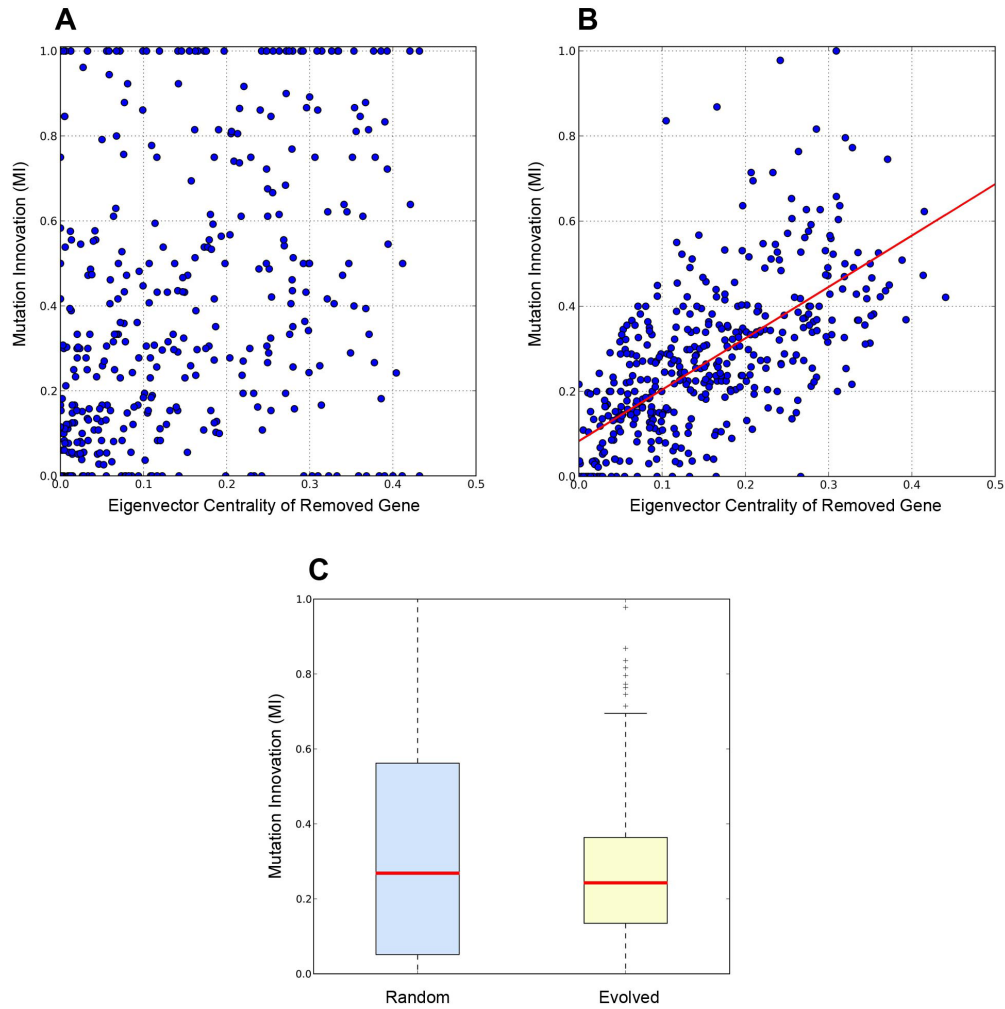 A
B
1.0
0.8
0.6
0.4
0.2
0.0
Mutation Innovation (MI)
0.0 0.1 0.2 0.3 0.4 0.5
Eigenvector Centrality of Removed Gene
1.0
0.8
0.6
0.4
0.2
0.0
Mutation Innovation (MI)
0.0 0.1 0.2 0.3 0.4 0.5
Eigenvector Centrality of Removed Gene
C
1.0
0.8
0.6
0.4
0.2
0.0
Mutation Innovation (MI)
Random Evolved